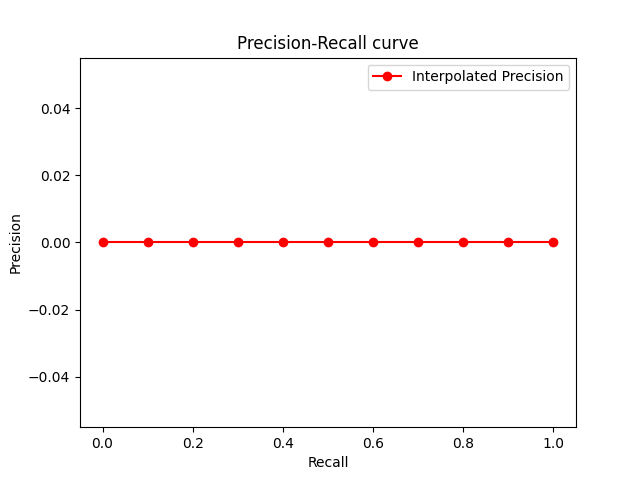 Precision-Recall curve
Interpolated Precision
0.04
0.02
0.00
−0.02
−0.04
Precision
0.0 0.2 0.4 0.6 0.8 1.0
Recall